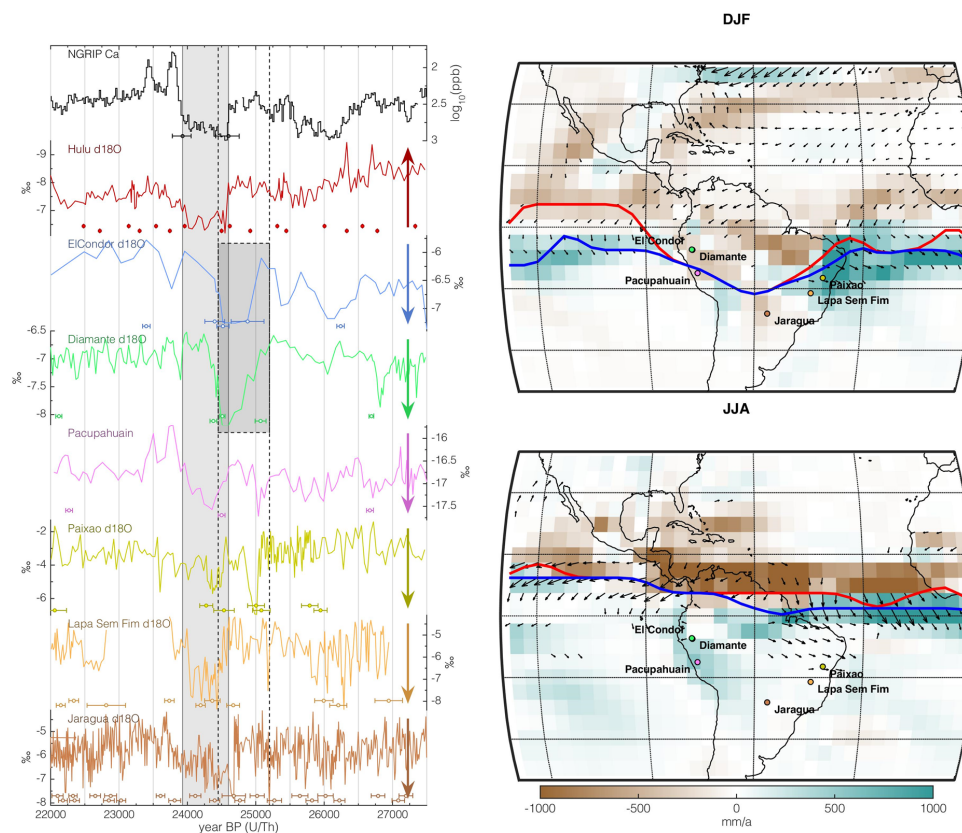 NGRIP Ca
2
2.5
3
log10(ppb)
Hulu d18O
-9
-8
-7
‰
ElCondor d18O
-6
-6.5
-7
‰
Diamante d18O
-6.5
-7
-7.5
-8
‰
Pacupahuain
-16
-17
-17.5
‰
Paixao d18O
-2
-4
-6
‰
Lapa Sem Fim d18O
-5
-6
-7
-8
‰
Jaragua d18O
-5
-6
-7
-8
‰
22000 23000 24000 25000 26000 27000
year BP (U/Th)
DJF
El Condor
Diamante
Pacupahuain
Paixao
Lapa Sem Fim
Jaragua
JJA
El Condor
Diamante
Pacupahuain
Paixao
Lapa Sem Fim
Jaragua
-1000 -500 0 500 1000
mm/a